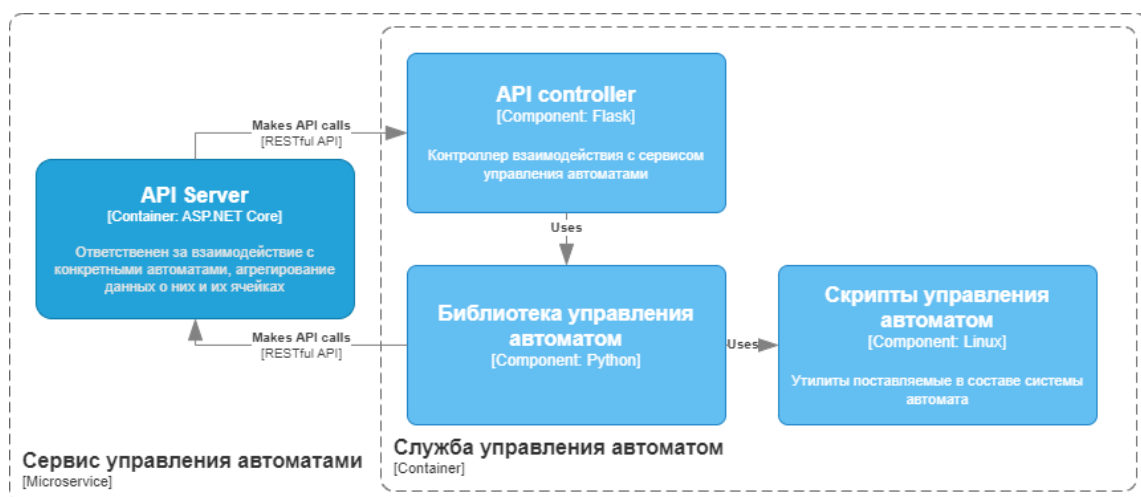 API controller
[Component: Flask]
Контроллер взаимодействия с сервисом
управления автоматами
Makes API calls
[RESTful API]
API Server
[Container: ASP.NET Core]
Ответственен за взаимодействие с
конкретными автоматами, агрегирование
данных о них и их ячейках
Uses
Библиотека управления
автоматом
[Component: Python]
Makes API calls
[RESTful API]
Uses
Скрипты управления
автоматом
[Component: Linux]
Утилиты поставляемые в составе системы
автомата
Служба управления автоматом
[Container]
Сервис управления автоматами
[Microservice]